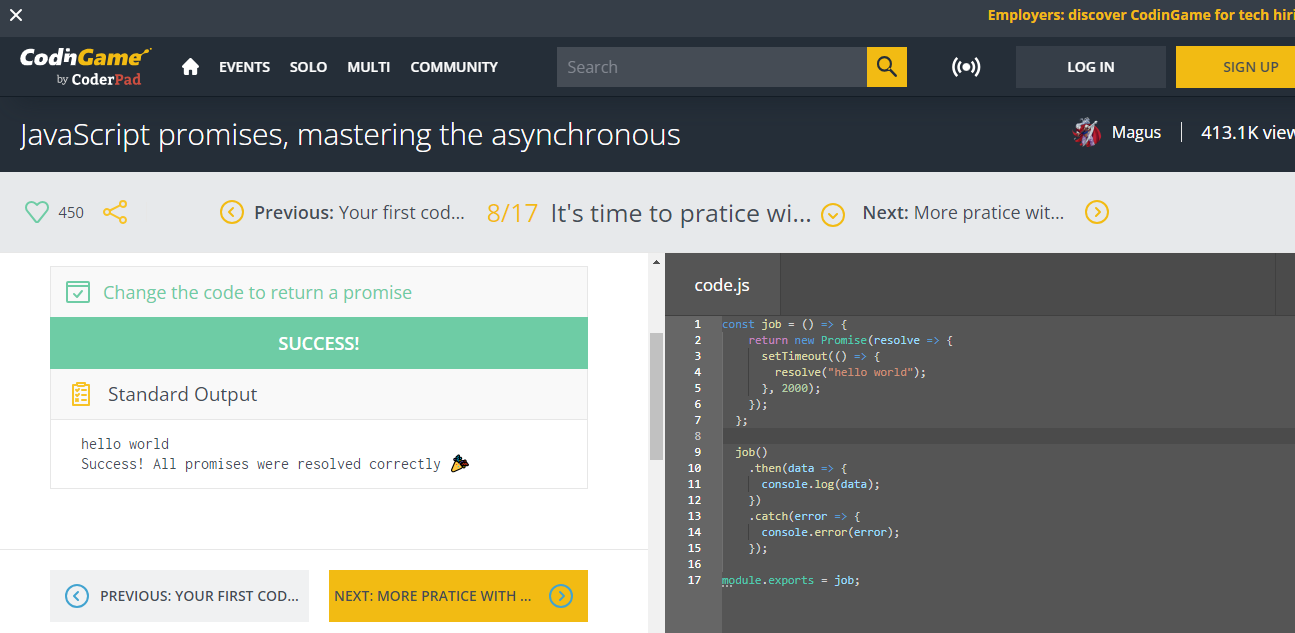 Employers: discover CodinGame for tech hiri
CodinGame
by CoderPad
EVENTS SOLO MULTI COMMUNITY
Search
LOG IN
SIGN UP
JavaScript promises, mastering the asynchronous
Magus
413.1K view
450
Previous: Your first cod...
8/17 It's time to pratice wi...
Next: More pratice wit...
Change the code to return a promise
SUCCESS!
Standard Output
hello world
Success! All promises were resolved correctly
PREVIOUS: YOUR FIRST COD...
NEXT: MORE PRATICE WITH ...
code.js
1 const job = () => {
2 return new Promise(resolve => {
3 setTimeout(() => {
4 resolve("hello world");
5 }, 2000);
6 });
7 };
8
9 job()
10 .then(data => {
11 console.log(data);
12 })
13 .catch(error => {
14 console.error(error);
15 });
16
17 module.exports = job;